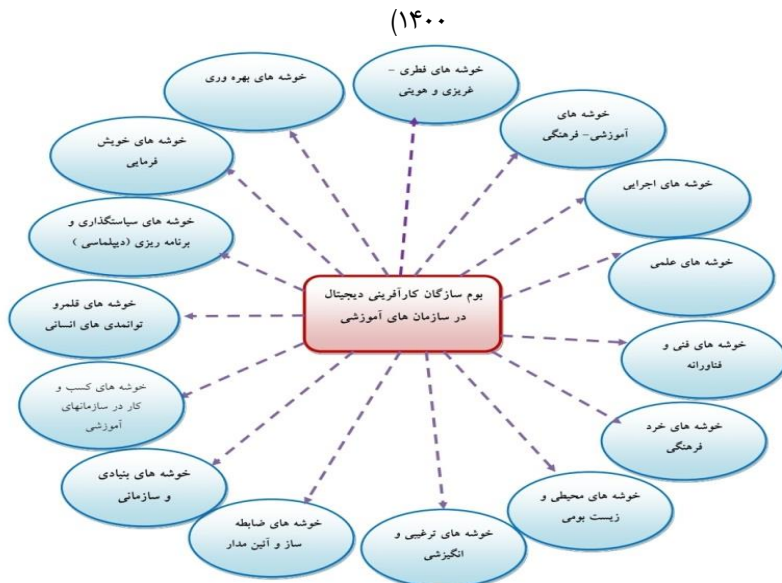 (۱۴۰۰
خوشه های فطری –
غریزی و هویتی
خوشه های
آموزشی- فرهنگی
خوشه های اجرایی
خوشه های علمی
خوشه های فنی و
فناورانه
خوشه های خرد
فرهنگی
خوشه های محیطی و
زیست بومی
خوشه های ترغیبی و
انگیزشی
خوشه های ضابطه
ساز و آئین مدار
خوشه های بنیادی
و سازمانی
خوشه های کسب و
کار در سازمانهای
آموزشی
خوشه های قلمرو
توانمدی های انسانی
خوشه های سیاستگذاری و
برنامه ریزی (دیپلماسی )
خوشه های خویش
فرمایی
خوشه های بهره وری
بوم سازگان کارآفرینی دیجیتال
در سازمان های آموزشی